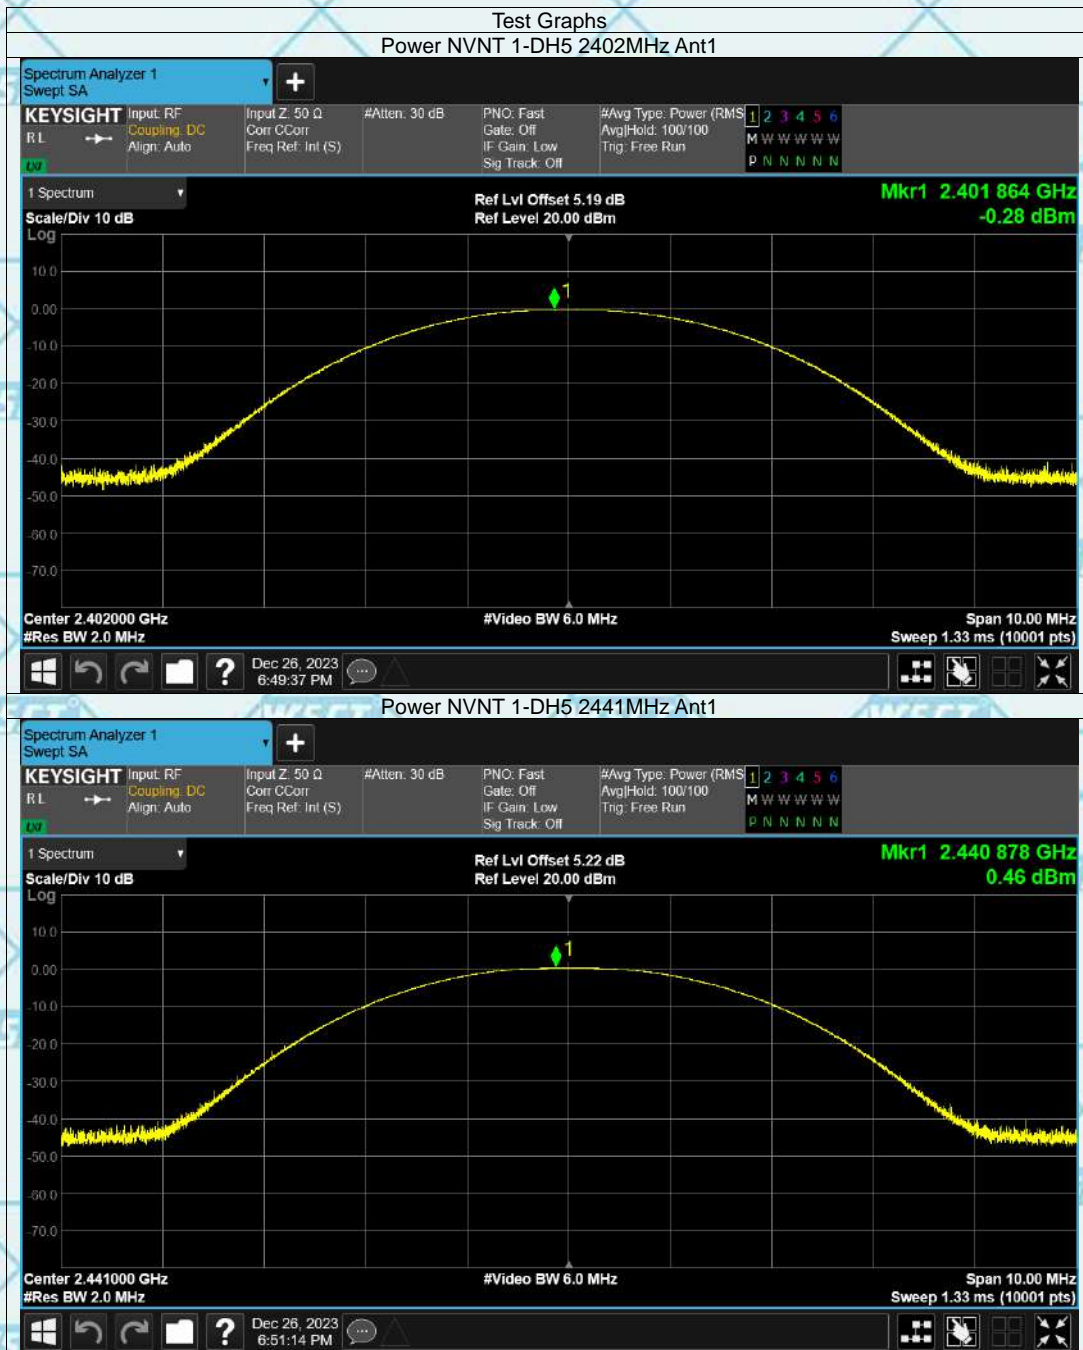 Test Graphs
Power NVNT 1-DH5 2402MHz Ant1
Spectrum Analyzer 1
Swept SA
KEYSIGHT Input: RF Input Z: 50 Ω #Atten: 30 dB PNO: Fast #Avg Type: Power (RMS 1 2 3 4 5 6
R L Coupling: DC Corr CCorr Gate: Off Avg|Hold: 100/100 M W W W W W
Align: Auto Freq Ref: Int (S) IF Gain: Low Trig: Free Run
LXI Sig Track: Off P N N N N N
1 Spectrum Ref Lvl Offset 5.19 dB Mkr1 2.401 864 GHz
Scale/Div 10 dB Ref Level 20.00 dBm -0.28 dBm
Log
10.0
1
0.00
-10.0
-20.0
-30.0
-40.0
-50.0
-60.0
-70.0
Center 2.402000 GHz #Video BW 6.0 MHz Span 10.00 MHz
#Res BW 2.0 MHz Sweep 1.33 ms (10001 pts)
? Dec 26, 2023
6:49:37 PM
Power NVNT 1-DH5 2441MHz Ant1
Spectrum Analyzer 1
Swept SA
KEYSIGHT Input: RF Input Z: 50 Ω #Atten: 30 dB PNO: Fast #Avg Type: Power (RMS 1 2 3 4 5 6
R L Coupling: DC Corr CCorr Gate: Off Avg|Hold: 100/100 M W W W W W
Align: Auto Freq Ref: Int (S) IF Gain: Low Trig: Free Run
LXI Sig Track: Off P N N N N N
1 Spectrum Ref Lvl Offset 5.22 dB Mkr1 2.440 878 GHz
Scale/Div 10 dB Ref Level 20.00 dBm 0.46 dBm
Log
10.0
1
0.00
-10.0
-20.0
-30.0
-40.0
-50.0
-60.0
-70.0
Center 2.441000 GHz #Video BW 6.0 MHz Span 10.00 MHz
#Res BW 2.0 MHz Sweep 1.33 ms (10001 pts)
? Dec 26, 2023
6:51:14 PM